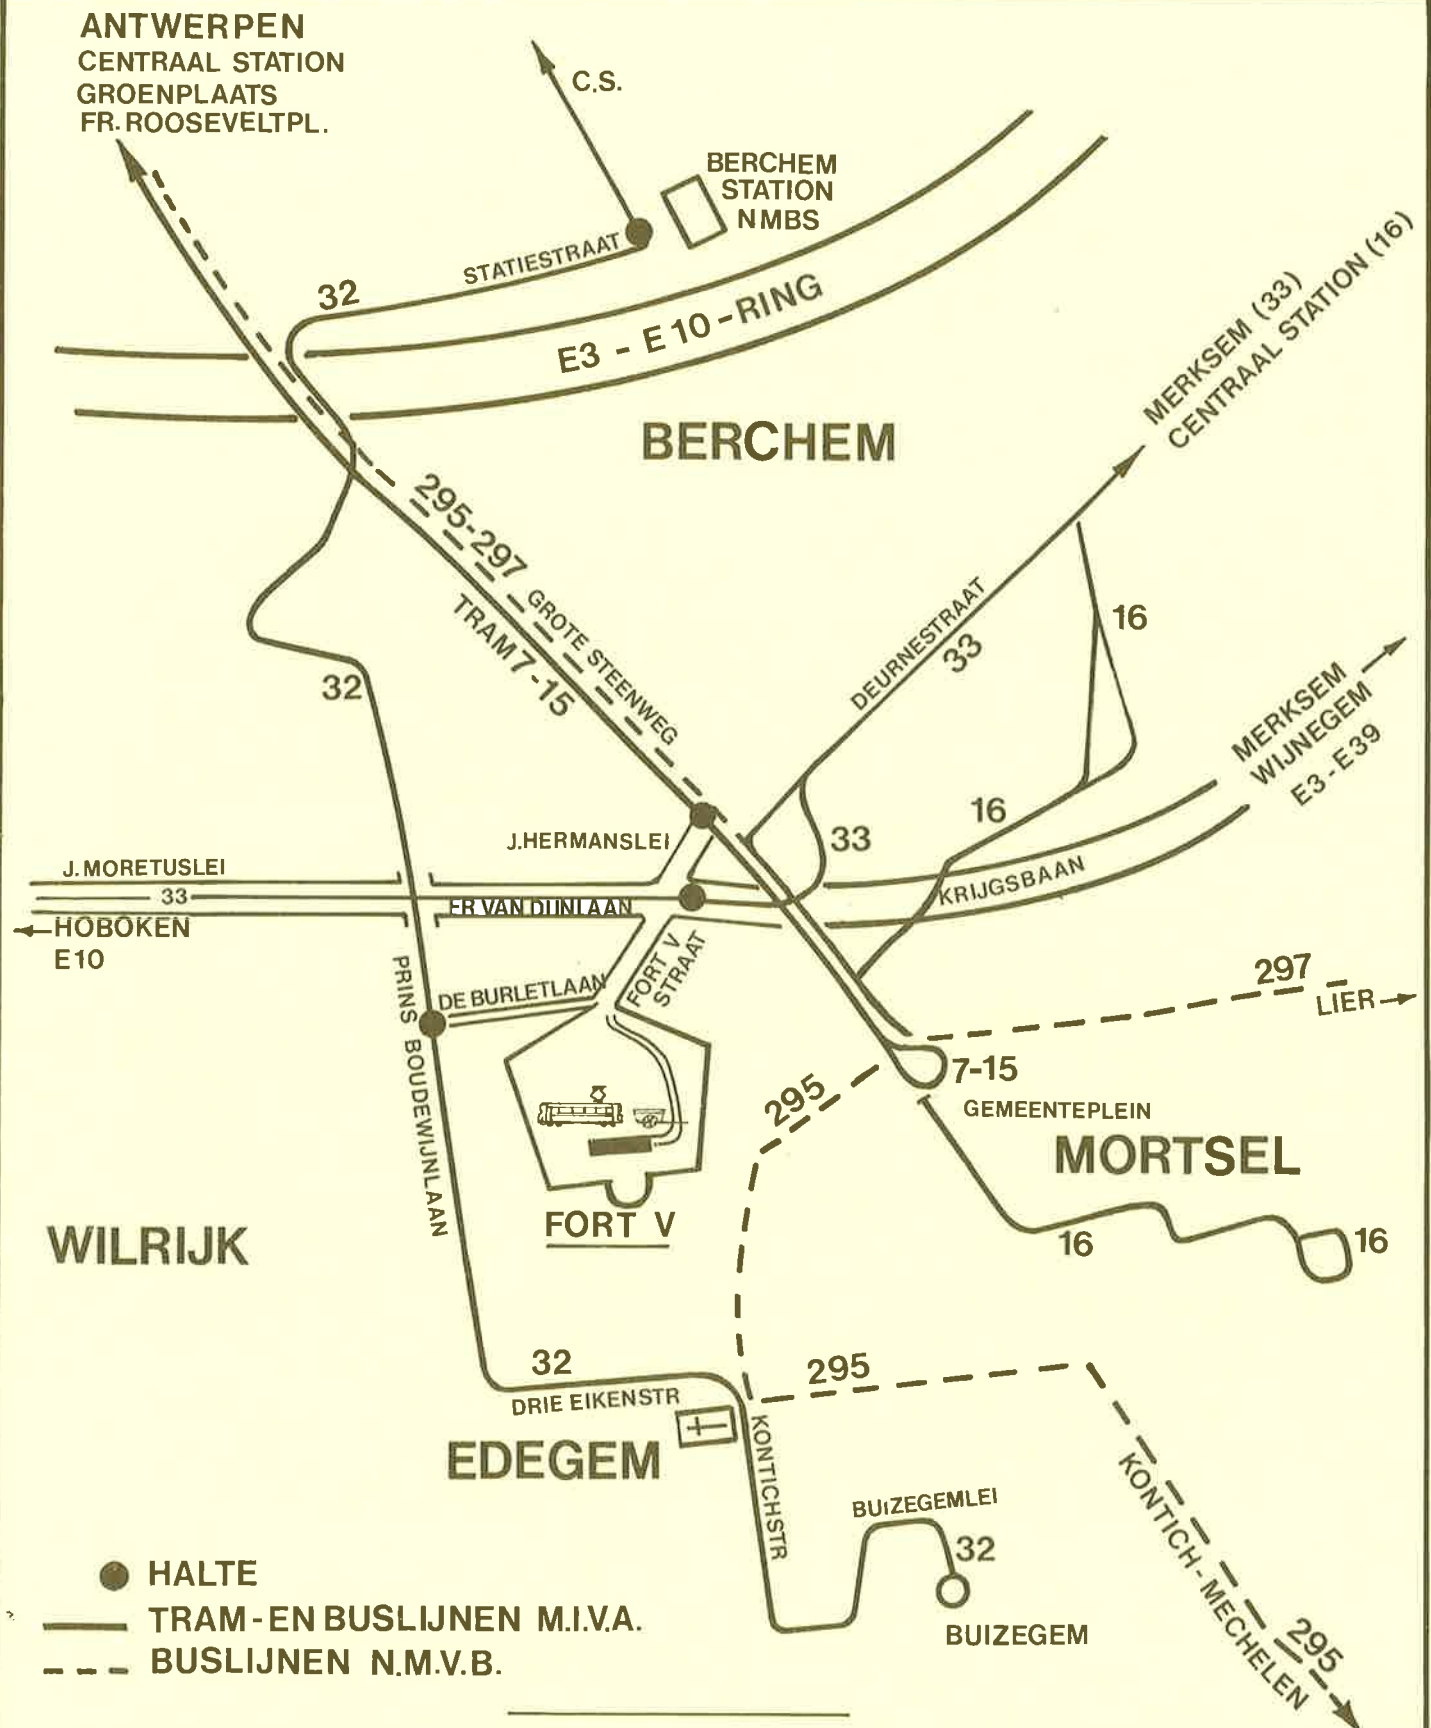 ANTWERPEN
CENTRAAL STATION
GROENPLAATS
FR. ROOSEVELTPL.
C.S.
BERCHEM
STATION
NMBS
STATIESTRAAT
32
E3 - E10 - RING
MERKSEM (33)
CENTRAAL STATION (16)
BERCHEM
295-297
GROTE STEENWEG
TRAM 7-15
DEURNESTRAAT
33
16
32
MERKSEM
WIJNEGEM
E3 - E39
16
33
J. HERMANSLEI
J. MORETUSLEI
33
FR VAN DIJNLAAN
KRIJGSBAAN
HOBOKEN
E10
FORT V
STRAAT
PRINS BOUDEWIJNLAAN
DE BURLETLAAN
297
LIER
7-15
295
GEMEENTEPLEIN
MORTSEL
FORT V
WILRIJK
16
16
32
295
DRIE EIKENSTR
EDEGEM
KONTICHSTR
KONTICH - MECHELEN
BUIZEGEMLEI
32
BUIZEGEM
295
HALTE
TRAM-EN BUSLIJNEN M.I.V.A.
BUSLIJNEN N.M.V.B.